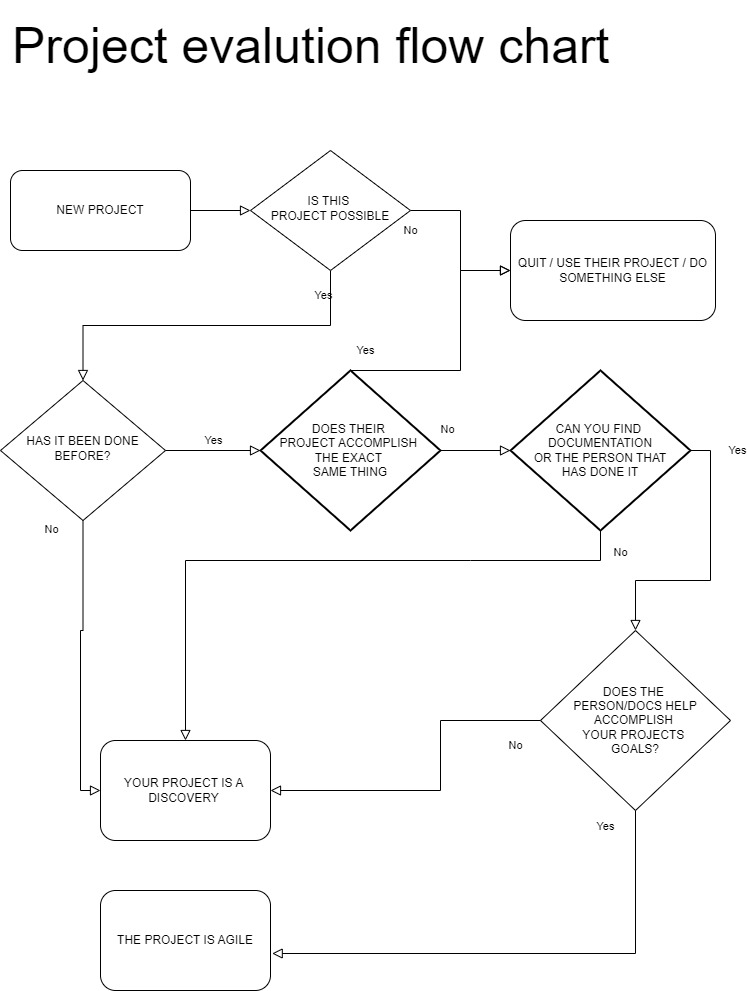 Project evalution flow chart
NEW PROJECT
IS THIS
PROJECT POSSIBLE
No
QUIT / USE THEIR PROJECT / DO
SOMETHING ELSE
Yes
Yes
HAS IT BEEN DONE
BEFORE?
Yes
DOES THEIR
PROJECT ACCOMPLISH
THE EXACT
SAME THING
No
CAN YOU FIND
DOCUMENTATION
OR THE PERSON THAT
HAS DONE IT
Yes
No
No
DOES THE
PERSON/DOCS HELP
ACCOMPLISH
YOUR PROJECTS
GOALS?
No
YOUR PROJECT IS A
DISCOVERY
Yes
THE PROJECT IS AGILE